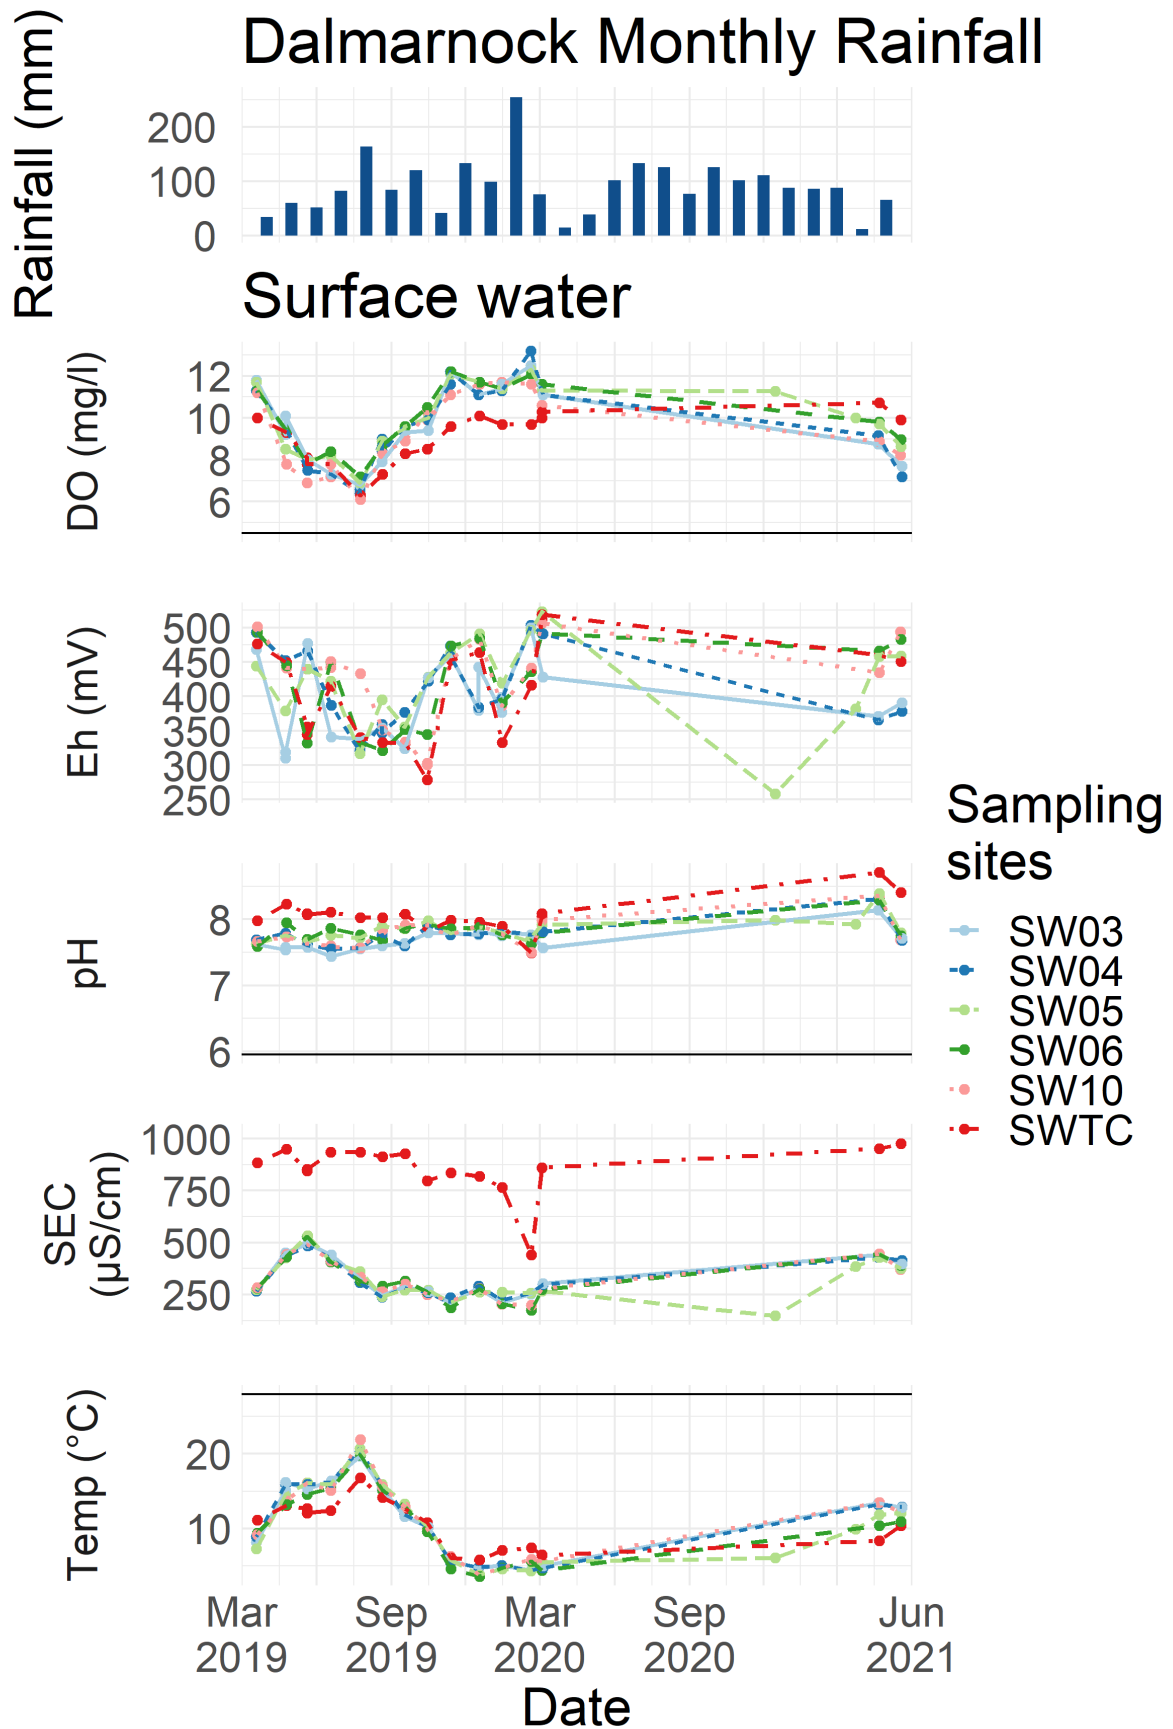 Dalmarnock Monthly Rainfall
Rainfall (mm)
200
100
0
Surface water
DO (mg/l)
12
10
8
6
Eh (mV)
500
450
400
350
300
250
pH
8
7
6
SEC
(µS/cm)
1000
750
500
250
Temp (°C)
20
10
Mar
2019
Sep
2019
Mar
2020
Sep
2020
Jun
2021
Date
Sampling
sites
SW03
SW04
SW05
SW06
SW10
SWTC